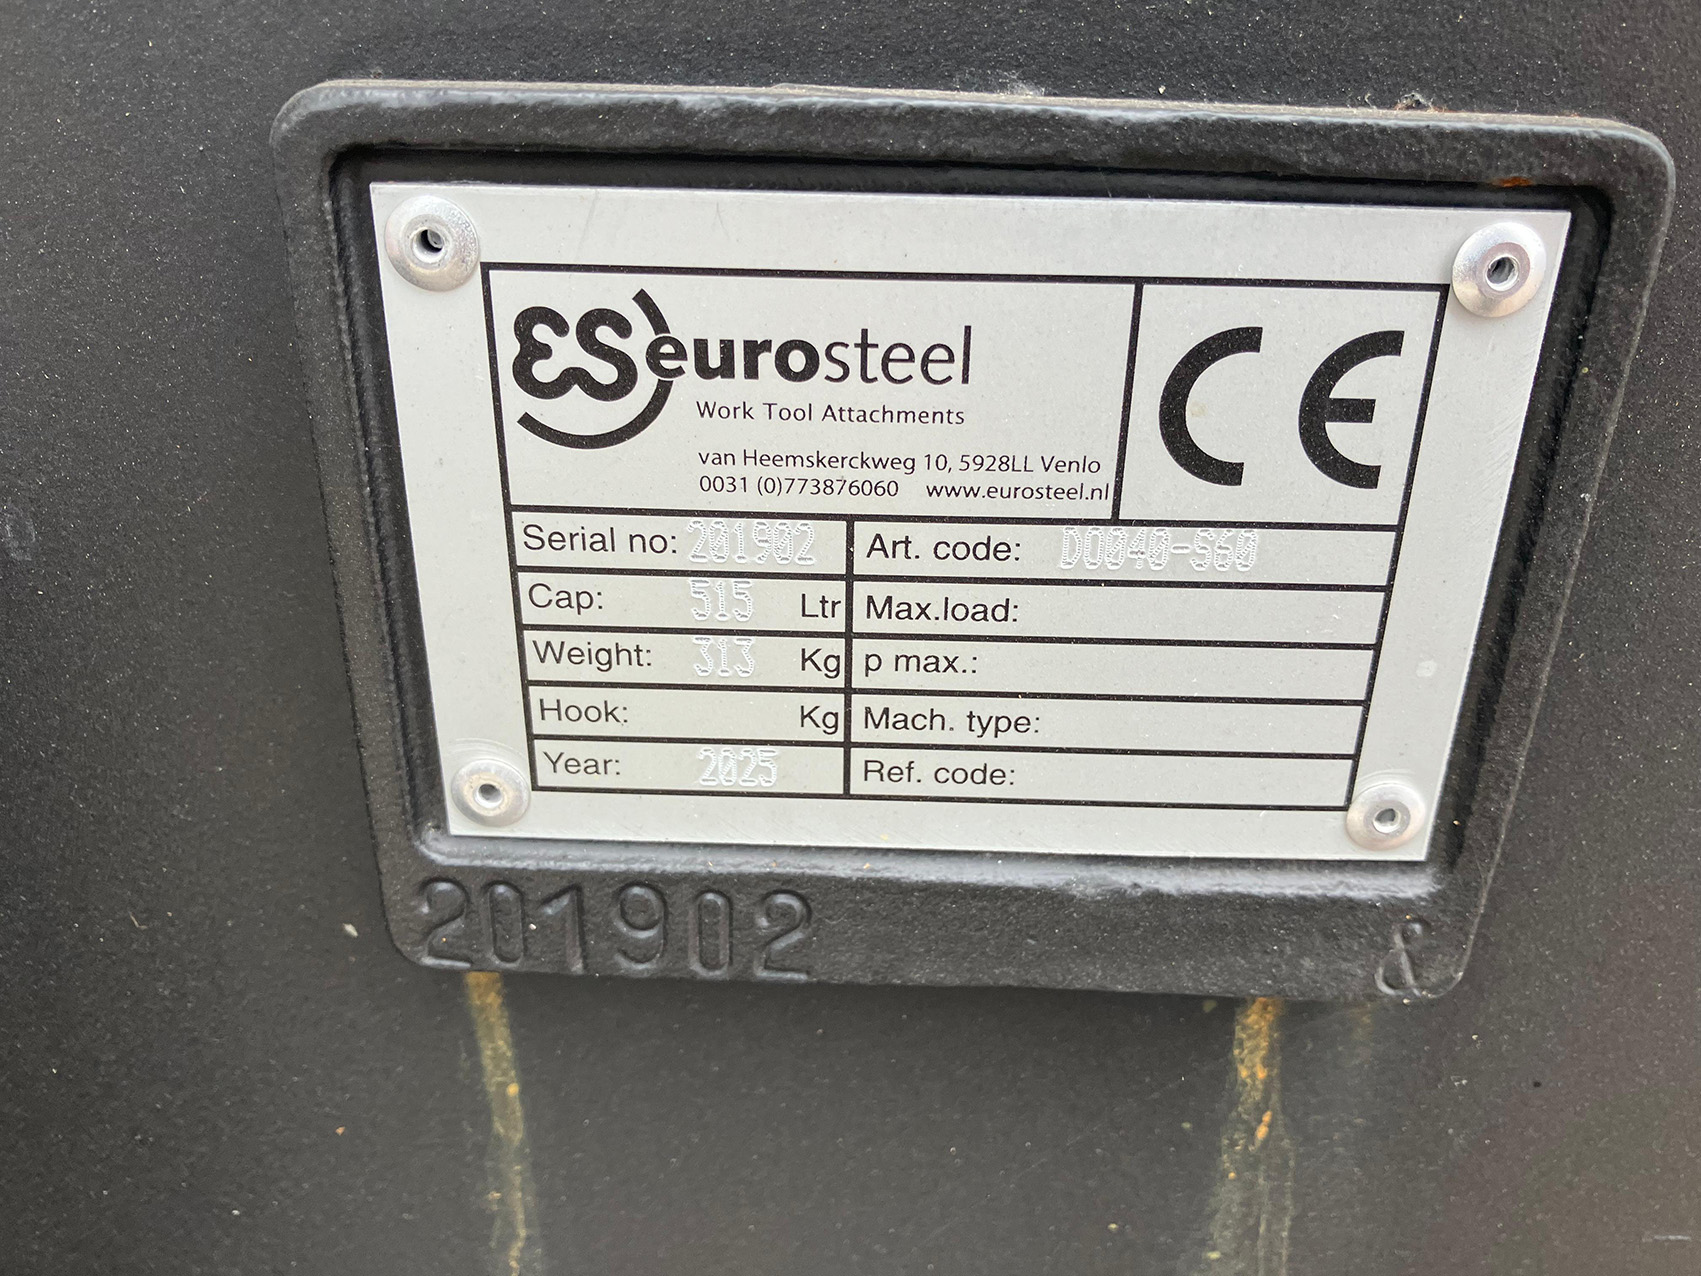 ES eurosteel
Work Tool Attachments
van Heemskerckweg 10, 5928LL Venlo
0031 (0)773876060 www.eurosteel.nl
CE
Serial no: 201902 Art. code: DO040-S60
Cap: 515 Ltr Max.load:
Weight: 313 Kg p max.:
Hook: Kg Mach. type:
Year: 2025 Ref. code:
201902 &